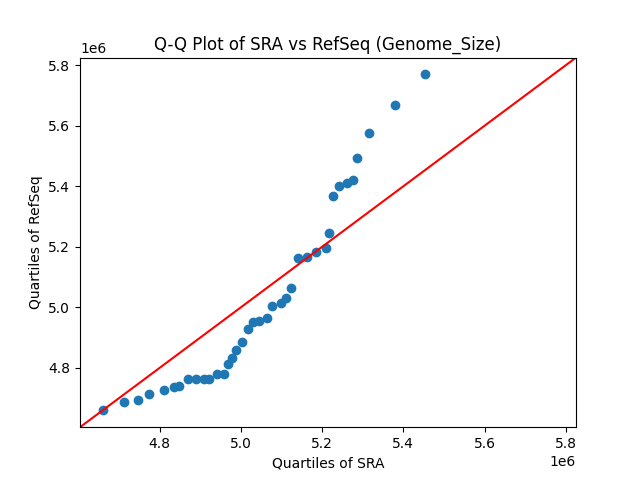 Q-Q Plot of SRA vs RefSeq (Genome_Size)
1e6
5.8
5.6
5.4
5.2
5.0
4.8
Quartiles of RefSeq
4.8 5.0 5.2 5.4 5.6 5.8
1e6
Quartiles of SRA